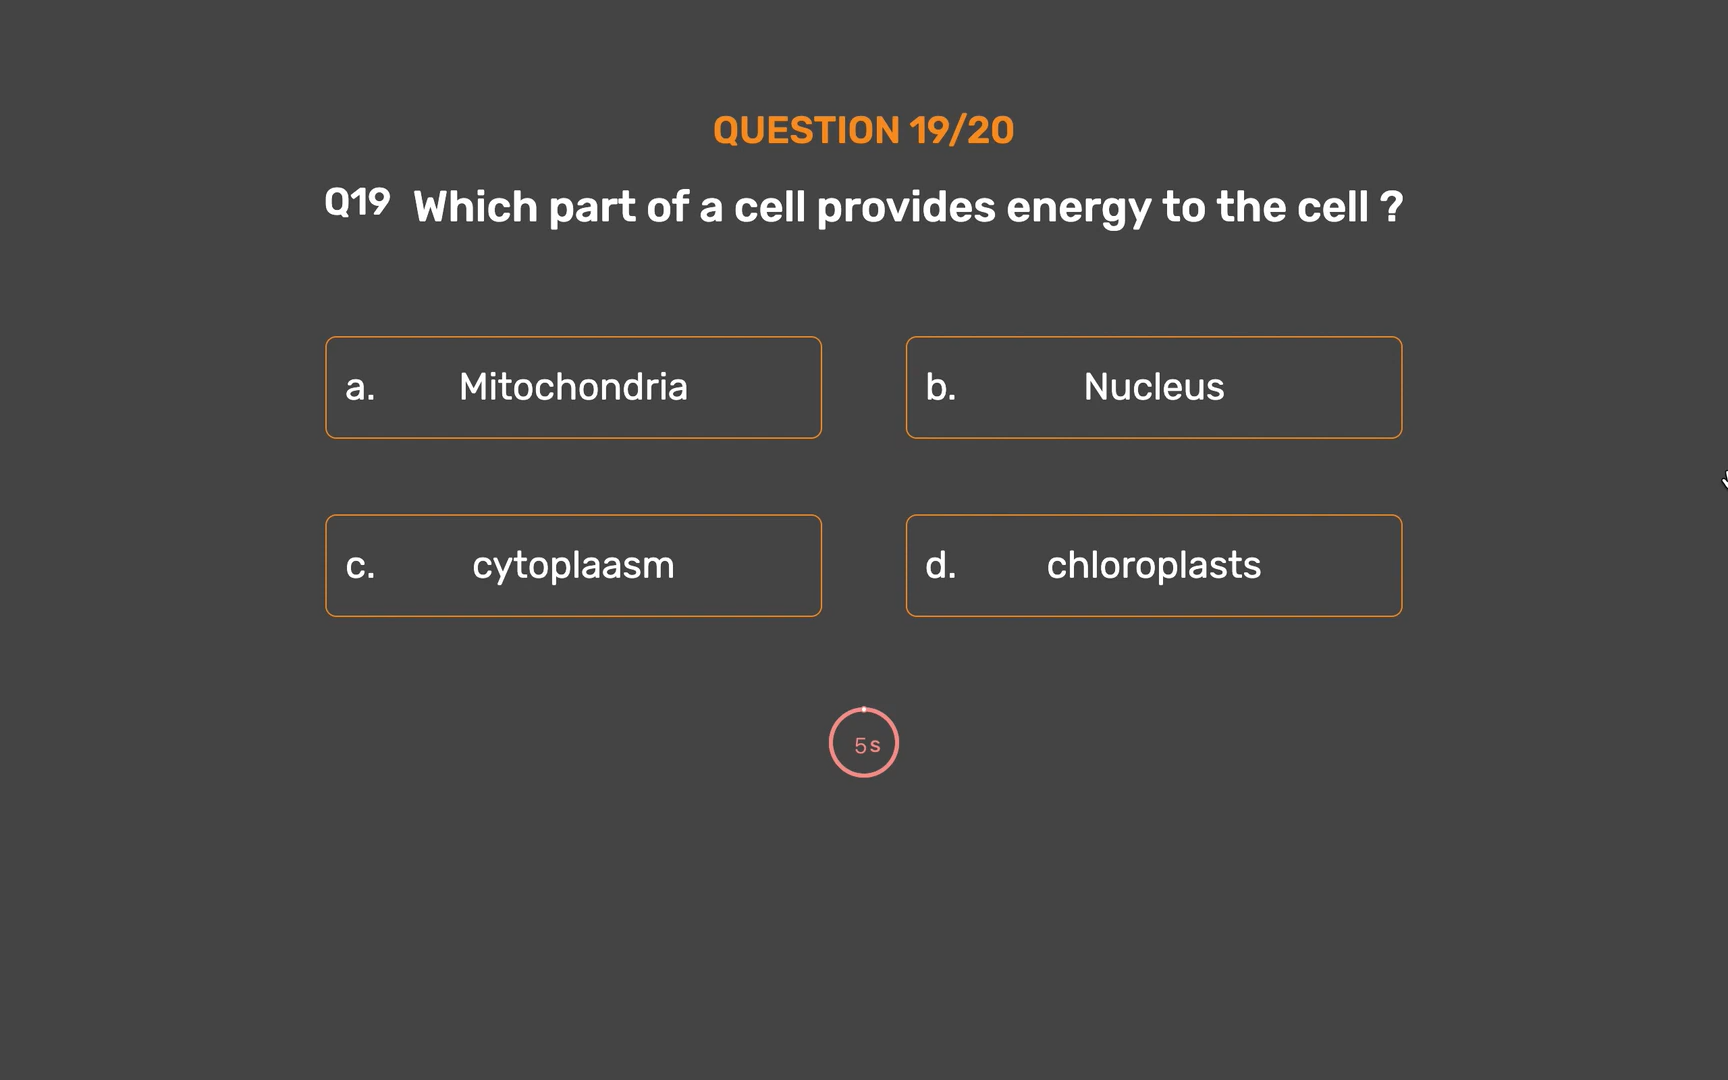 QUESTION 19/20
Q19 Which part of a cell provides energy to the cell ?
a. Mitochondria
b. Nucleus
c. cytoplaasm
d. chloroplasts
5s